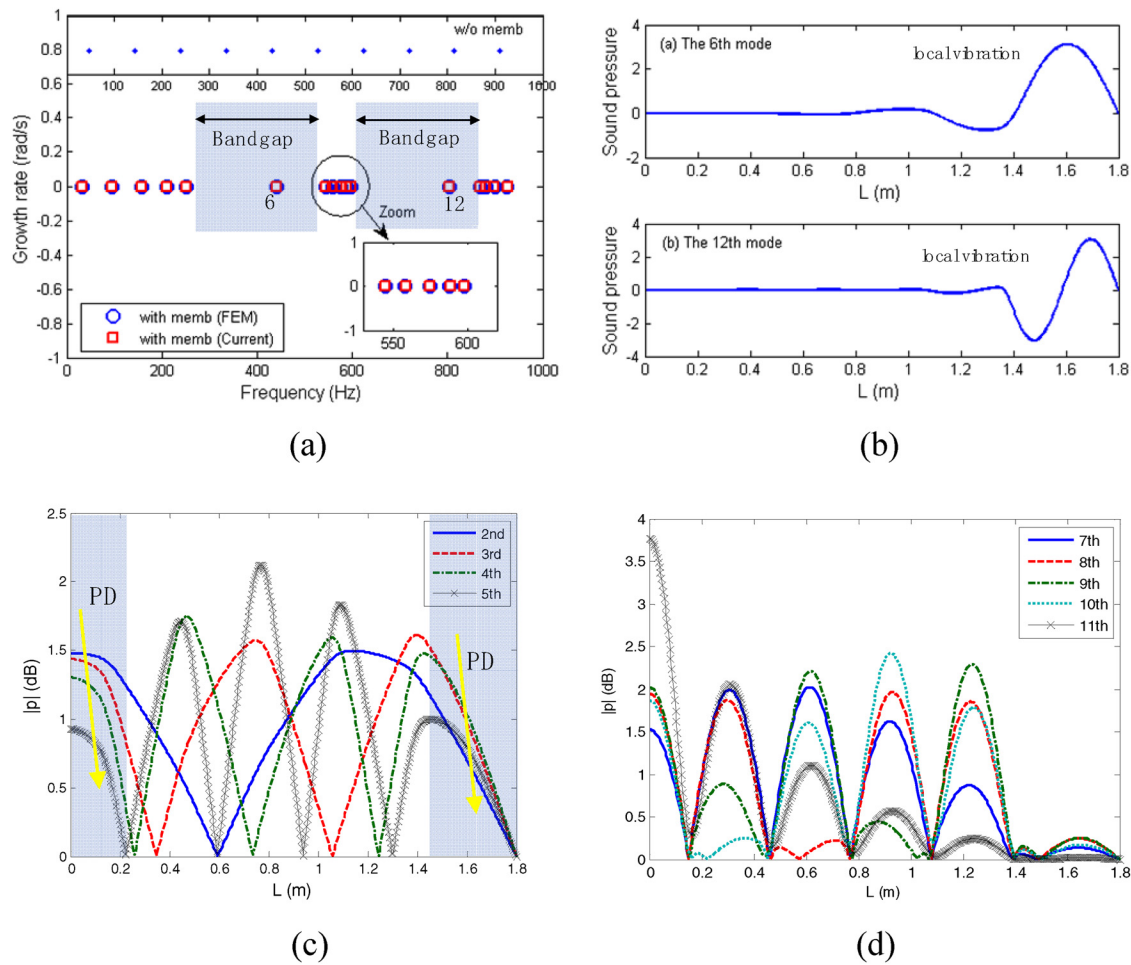 w/o memb
1
0.8
0.6
0.4
0.2
0
-0.2
-0.4
-0.6
-0.8
-1
100 200 300 400 500 600 700 800 900 1000
Bandgap
Bandgap
6
12
Zoom
1
0
-1
550 600
with memb (FEM)
with memb (Current)
0 200 400 600 800 1000
Growth rate (rad/s)
Frequency (Hz)
(a)
(a) The 6th mode
local vibration
4
2
0
-2
0 0.2 0.4 0.6 0.8 1 1.2 1.4 1.6 1.8
Sound pressure
L (m)
(b) The 12th mode
local vibration
4
2
0
-2
-4
0 0.2 0.4 0.6 0.8 1 1.2 1.4 1.6 1.8
Sound pressure
L (m)
(b)
2.5
2
1.5
1
0.5
0
PD
PD
2nd
3rd
4th
5th
0 0.2 0.4 0.6 0.8 1 1.2 1.4 1.6 1.8
|p| (dB)
L (m)
(c)
4
3.5
3
2.5
2
1.5
1
0.5
0
7th
8th
9th
10th
11th
0 0.2 0.4 0.6 0.8 1 1.2 1.4 1.6 1.8
|p| (dB)
L (m)
(d)